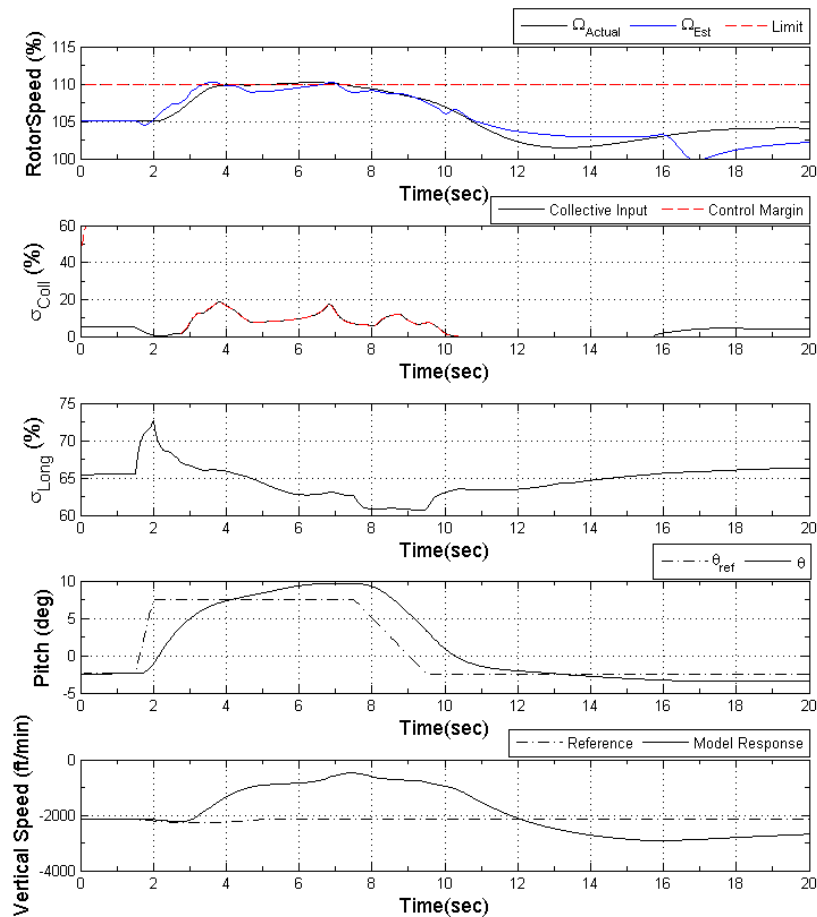 Ω_Actual Ω_Est Limit
RotorSpeed (%)
115
110
105
100
0 2 4 6 8 10 12 14 16 18 20
Time(sec)
Collective Input Control Margin
σ_Coll (%)
60
40
20
0
0 2 4 6 8 10 12 14 16 18 20
Time(sec)
σ_Long (%)
75
70
65
60
0 2 4 6 8 10 12 14 16 18 20
Time(sec)
θ_ref θ
Pitch (deg)
10
5
0
-5
0 2 4 6 8 10 12 14 16 18 20
Time(sec)
Reference Model Response
Vertical Speed (ft/min)
0
-2000
-4000
0 2 4 6 8 10 12 14 16 18 20
Time(sec)